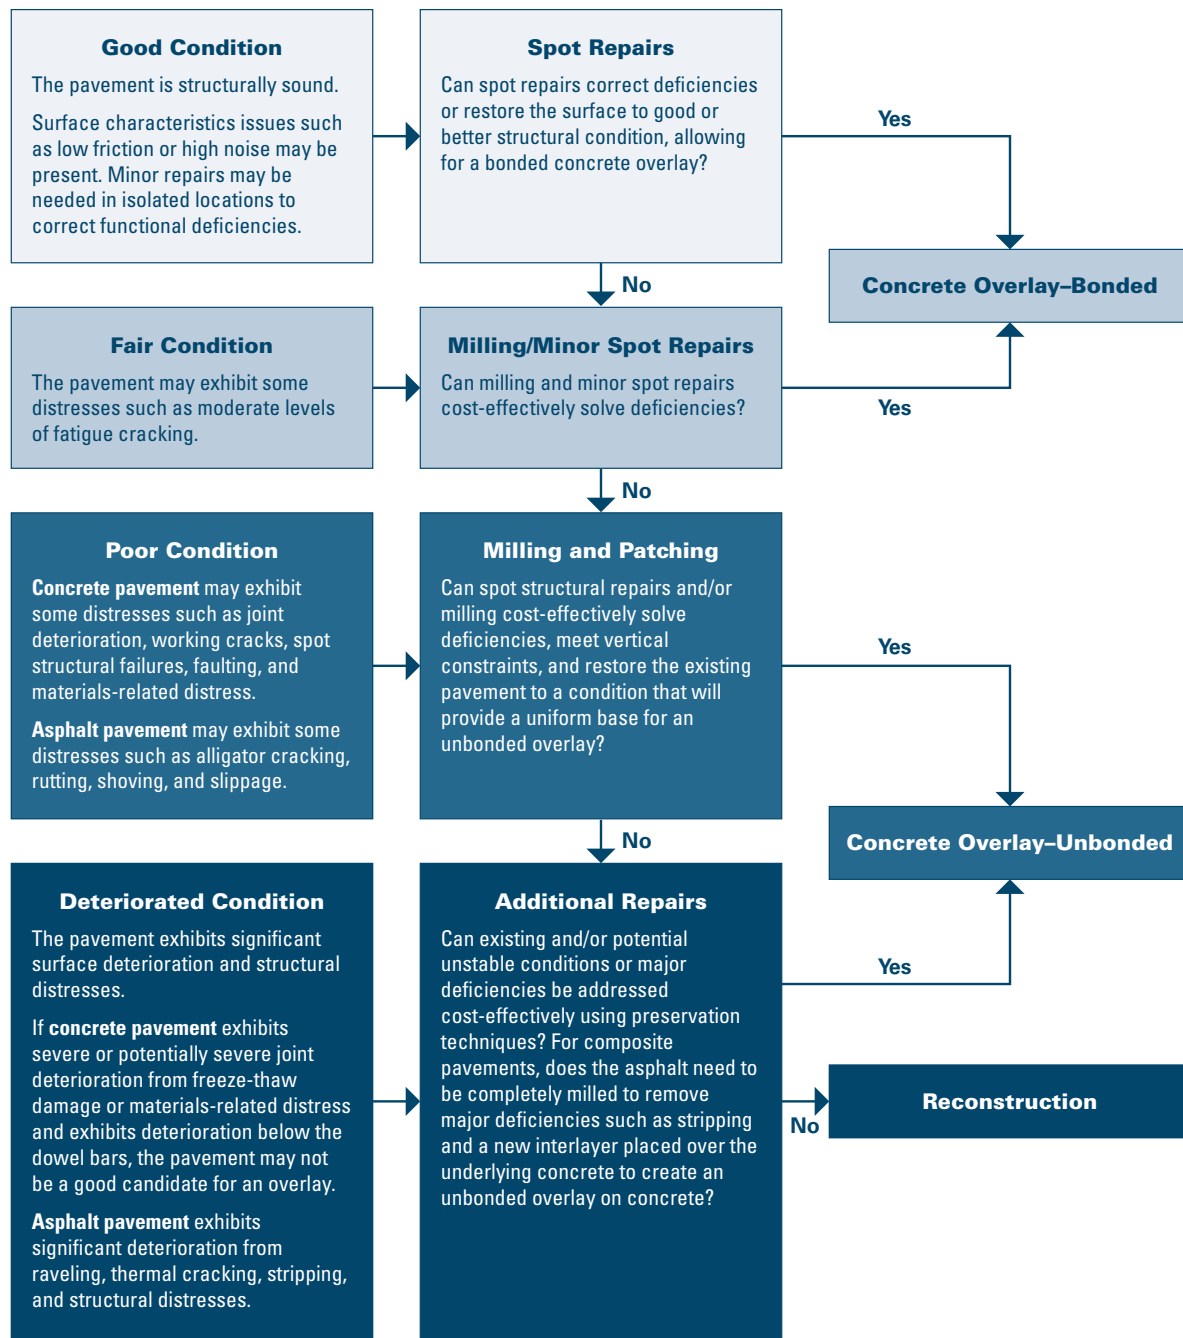 Good Condition
The pavement is structurally sound.
Surface characteristics issues such
as low friction or high noise may be
present. Minor repairs may be
needed in isolated locations to
correct functional deficiencies.
Spot Repairs
Can spot repairs correct deficiencies
or restore the surface to good or
better structural condition, allowing
for a bonded concrete overlay?
Yes
No
Concrete Overlay–Bonded
Fair Condition
The pavement may exhibit some
distresses such as moderate levels
of fatigue cracking.
Milling/Minor Spot Repairs
Can milling and minor spot repairs
cost-effectively solve deficiencies?
Yes
No
Poor Condition
Concrete pavement may exhibit
some distresses such as joint
deterioration, working cracks, spot
structural failures, faulting, and
materials-related distress.
Asphalt pavement may exhibit some
distresses such as alligator cracking,
rutting, shoving, and slippage.
Milling and Patching
Can spot structural repairs and/or
milling cost-effectively solve
deficiencies, meet vertical
constraints, and restore the existing
pavement to a condition that will
provide a uniform base for an
unbonded overlay?
Yes
No
Concrete Overlay–Unbonded
Deteriorated Condition
The pavement exhibits significant
surface deterioration and structural
distresses.
If concrete pavement exhibits
severe or potentially severe joint
deterioration from freeze-thaw
damage or materials-related distress
and exhibits deterioration below the
dowel bars, the pavement may not
be a good candidate for an overlay.
Asphalt pavement exhibits
significant deterioration from
raveling, thermal cracking, stripping,
and structural distresses.
Additional Repairs
Can existing and/or potential
unstable conditions or major
deficiencies be addressed
cost-effectively using preservation
techniques? For composite
pavements, does the asphalt need to
be completely milled to remove
major deficiencies such as stripping
and a new interlayer placed over the
underlying concrete to create an
unbonded overlay on concrete?
Yes
No
Reconstruction